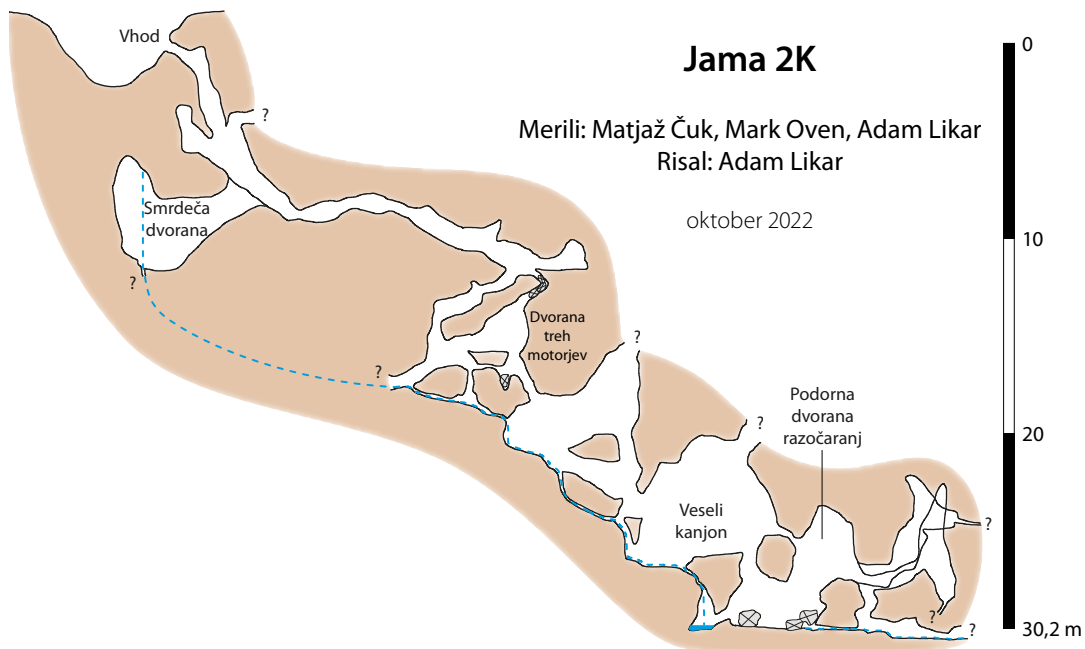 Vhod
Jama 2K
0
?
Merili: Matjaž Čuk, Mark Oven, Adam Likar
Risal: Adam Likar
Smrdeča
dvorana
oktober 2022
10
?
Dvorana
treh
motorjev
?
?
Podorna
dvorana
razočaranj
?
20
Veseli
kanjon
?
?
?
30,2 m